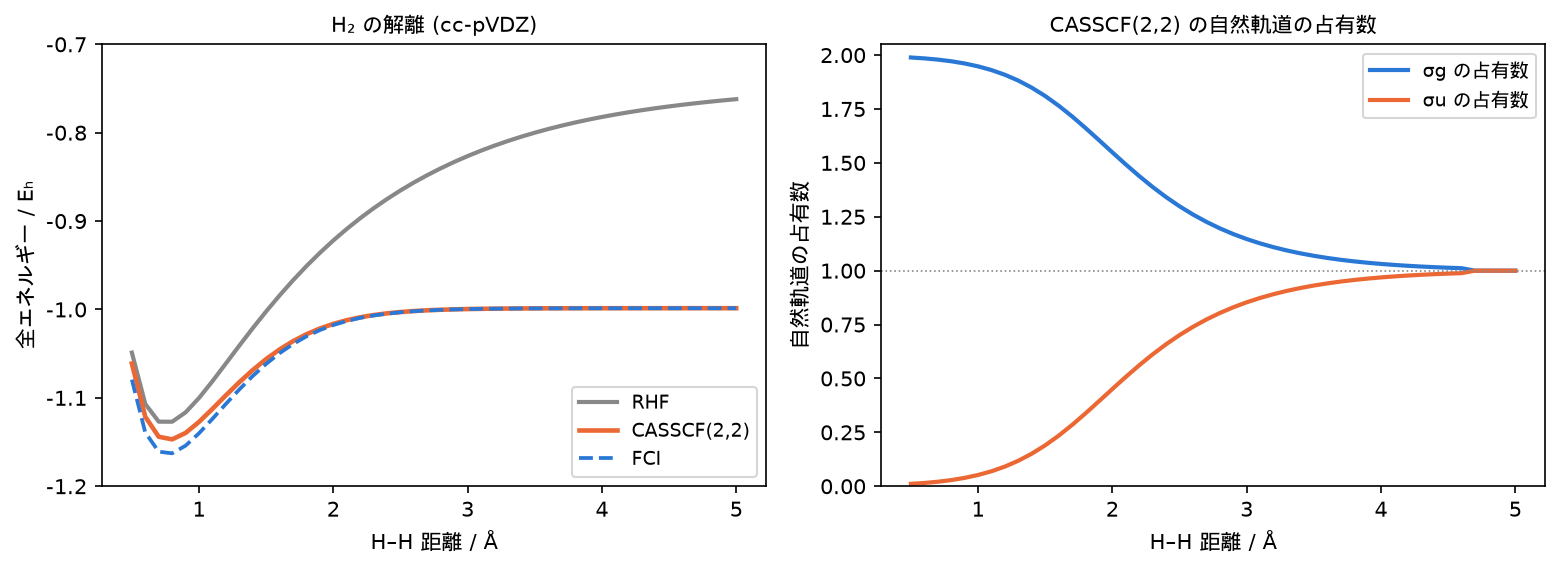 H₂ の解離 (cc-pVDZ)
全エネルギー / Eₕ
-0.7
-0.8
-0.9
-1.0
-1.1
-1.2
RHF
CASSCF(2,2)
FCI
1
2
3
4
5
H–H 距離 / Å
CASSCF(2,2) の自然軌道の占有数
自然軌道の占有数
2.00
1.75
1.50
1.25
1.00
0.75
0.50
0.25
0.00
σg の占有数
σu の占有数
1
2
3
4
5
H–H 距離 / Å